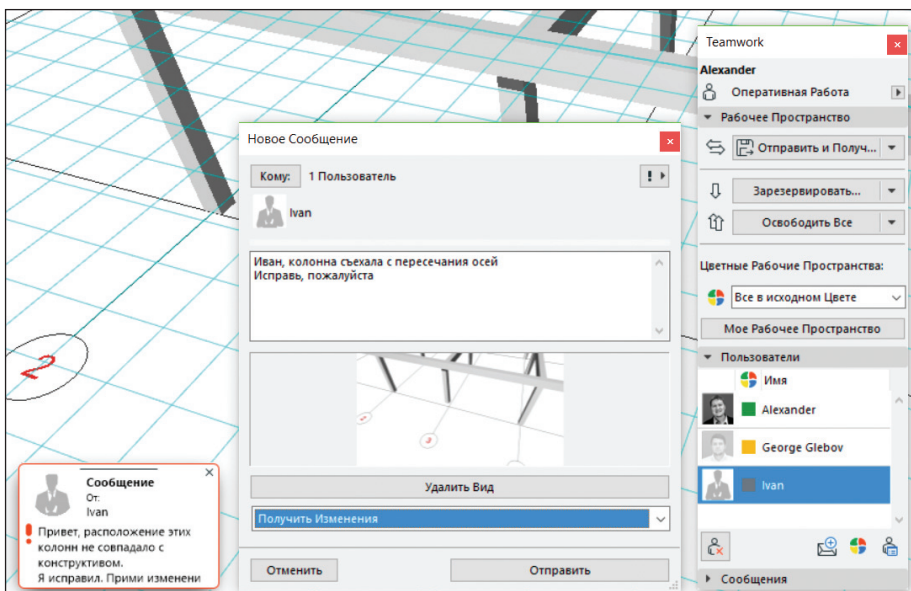 Новое Сообщение
Кому:
1 Пользователь
!
Ivan
Иван, колонна съехала с пересечания осей
Исправь, пожалуйста
2
Удалить Вид
Получить Изменения
Отменить
Отправить
2
Сообщение
От:
Ivan
Привет, расположение этих
колонн не совпадало с
конструктивом.
Я исправил. Прими изменени
Teamwork
Alexander
Оперативная Работа
Рабочее Пространство
Отправить и Получ...
Зарезервировать...
Освободить Все
Цветные Рабочие Пространства:
Все в исходном Цвете
Мое Рабочее Пространство
Пользователи
Имя
Alexander
George Glebov
Ivan
Сообщения